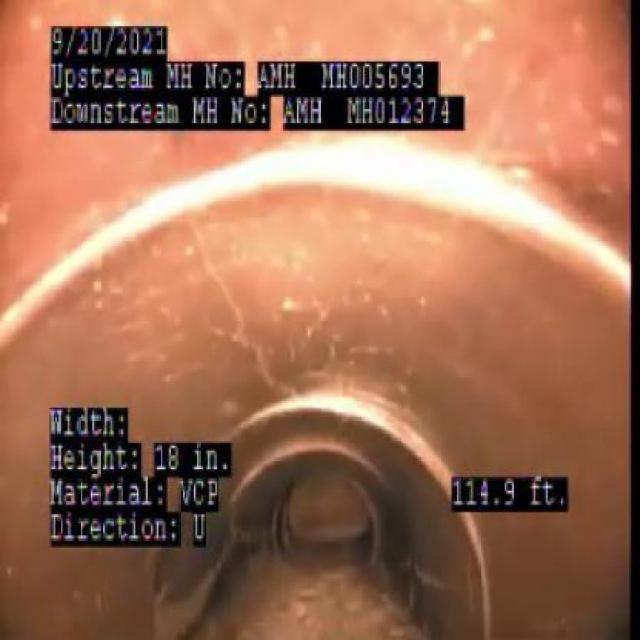 9/20/2021
Upstream MH No: AMH MH005693
Downstream MH No: AMH MH012374
Width:
Height: 18 in.
Material: VCP
Direction: U
114.9 ft.